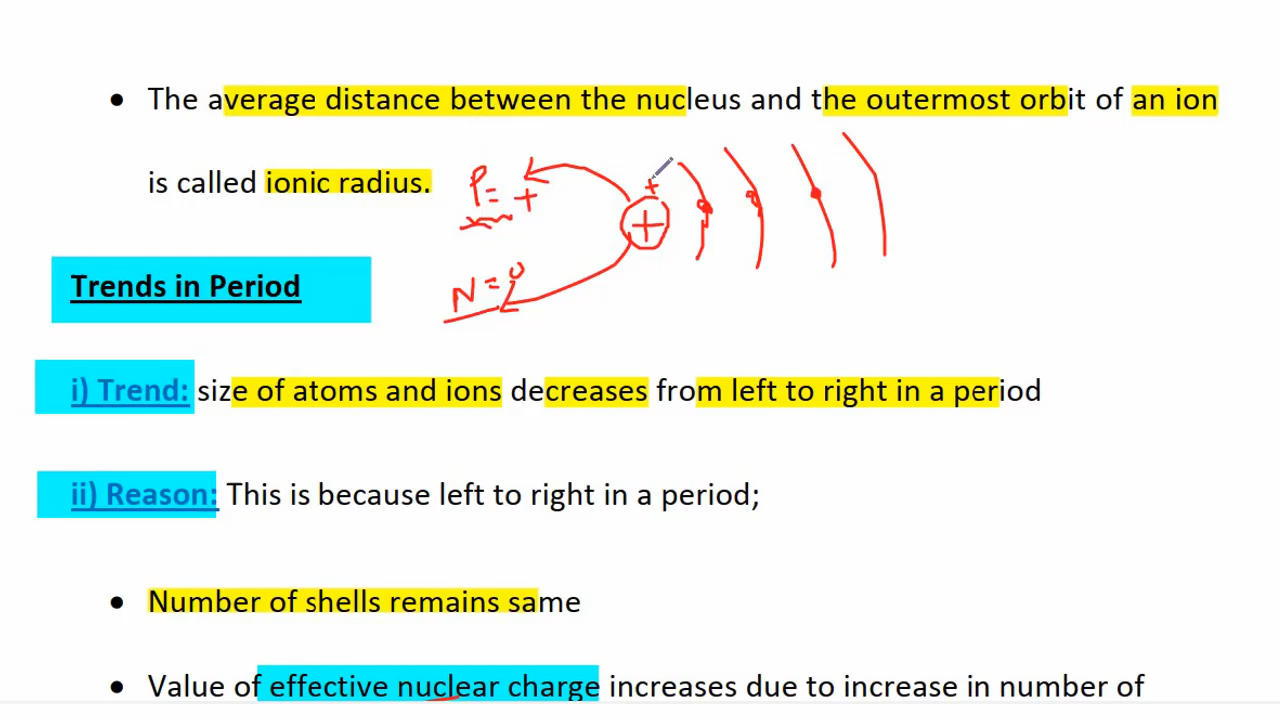 • The average distance between the nucleus and the outermost orbit of an ion
is called ionic radius.
P = +
+
+
N = 0
Trends in Period
i) Trend: size of atoms and ions decreases from left to right in a period
ii) Reason: This is because left to right in a period;
• Number of shells remains same
• Value of effective nuclear charge increases due to increase in number of